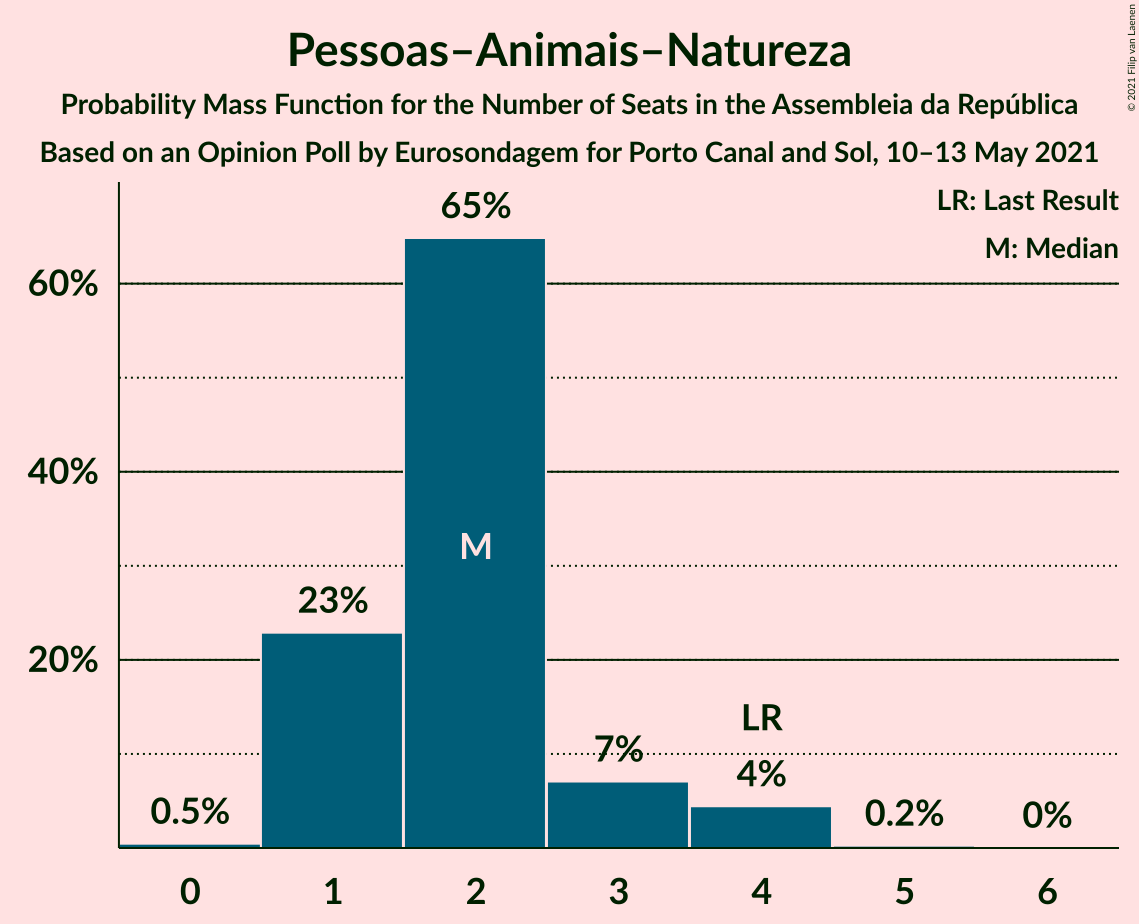 Pessoas–Animais–Natureza
Probability Mass Function for the Number of Seats in the Assembleia da República
Based on an Opinion Poll by Eurosondagem for Porto Canal and Sol, 10–13 May 2021
© 2021 Filip van Laenen
LR: Last Result
M: Median
65%
60%
40%
M
23%
20%
LR
7%
4%
0.5%
0.2%
0%
0 1 2 3 4 5 6